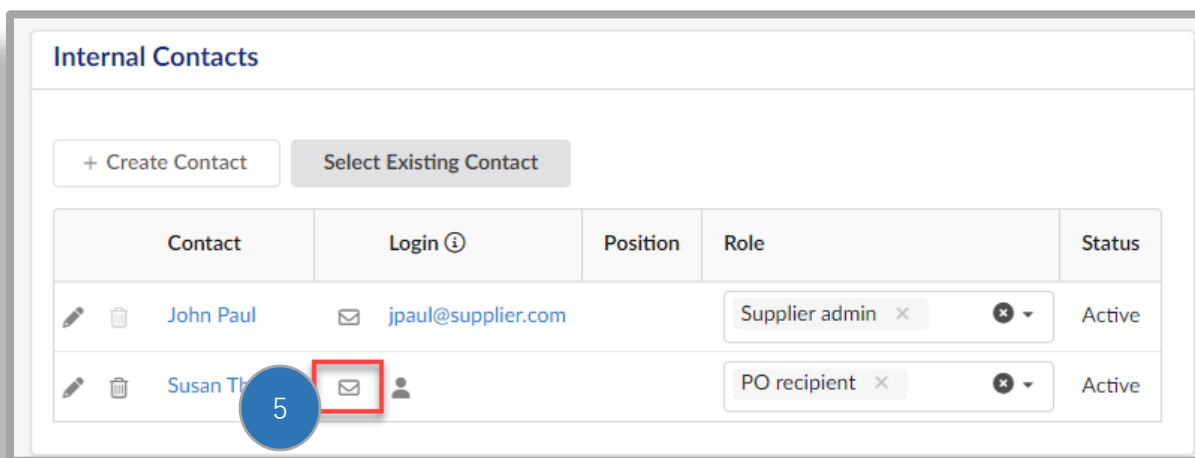 Internal Contacts
+ Create Contact Select Existing Contact
Contact Login Position Role Status
John Paul jpaul@supplier.com Supplier admin × Active
Susan PO recipient × Active
5